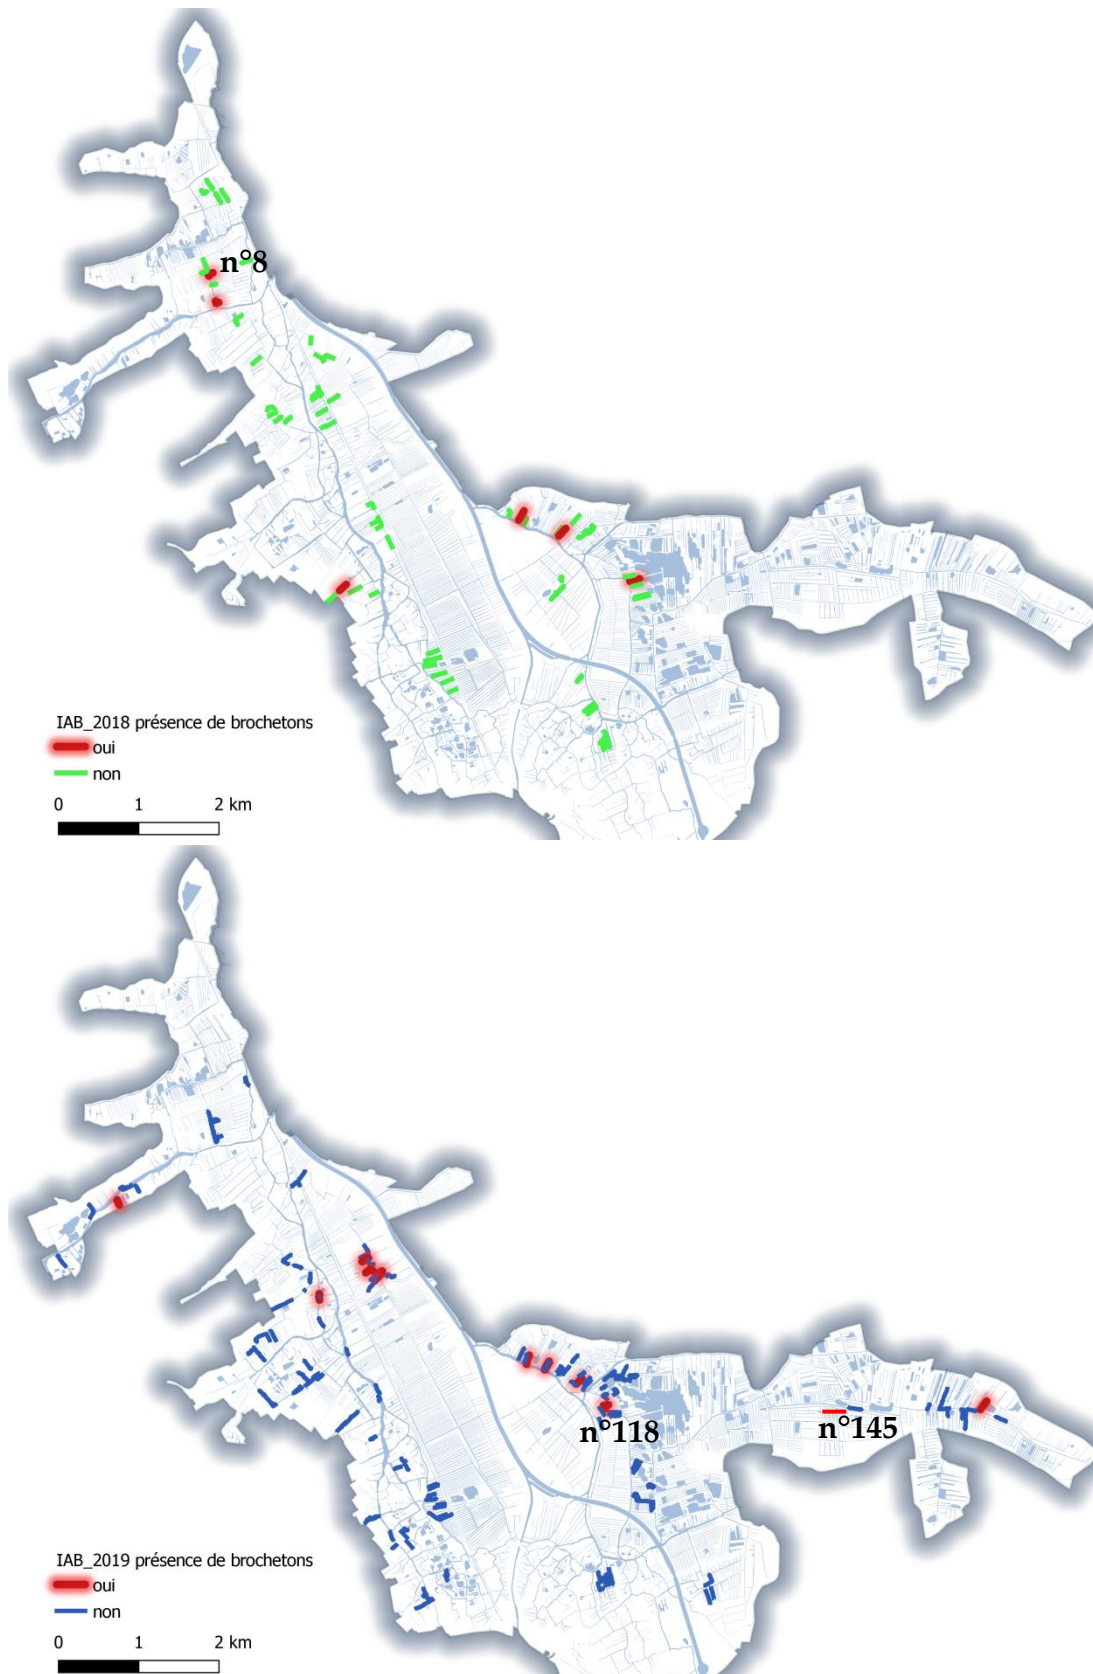 n°8
IAB_2018 présence de brochetons
oui
non
0 1 2 km
n°118
n°145
IAB_2019 présence de brochetons
oui
non
0 1 2 km